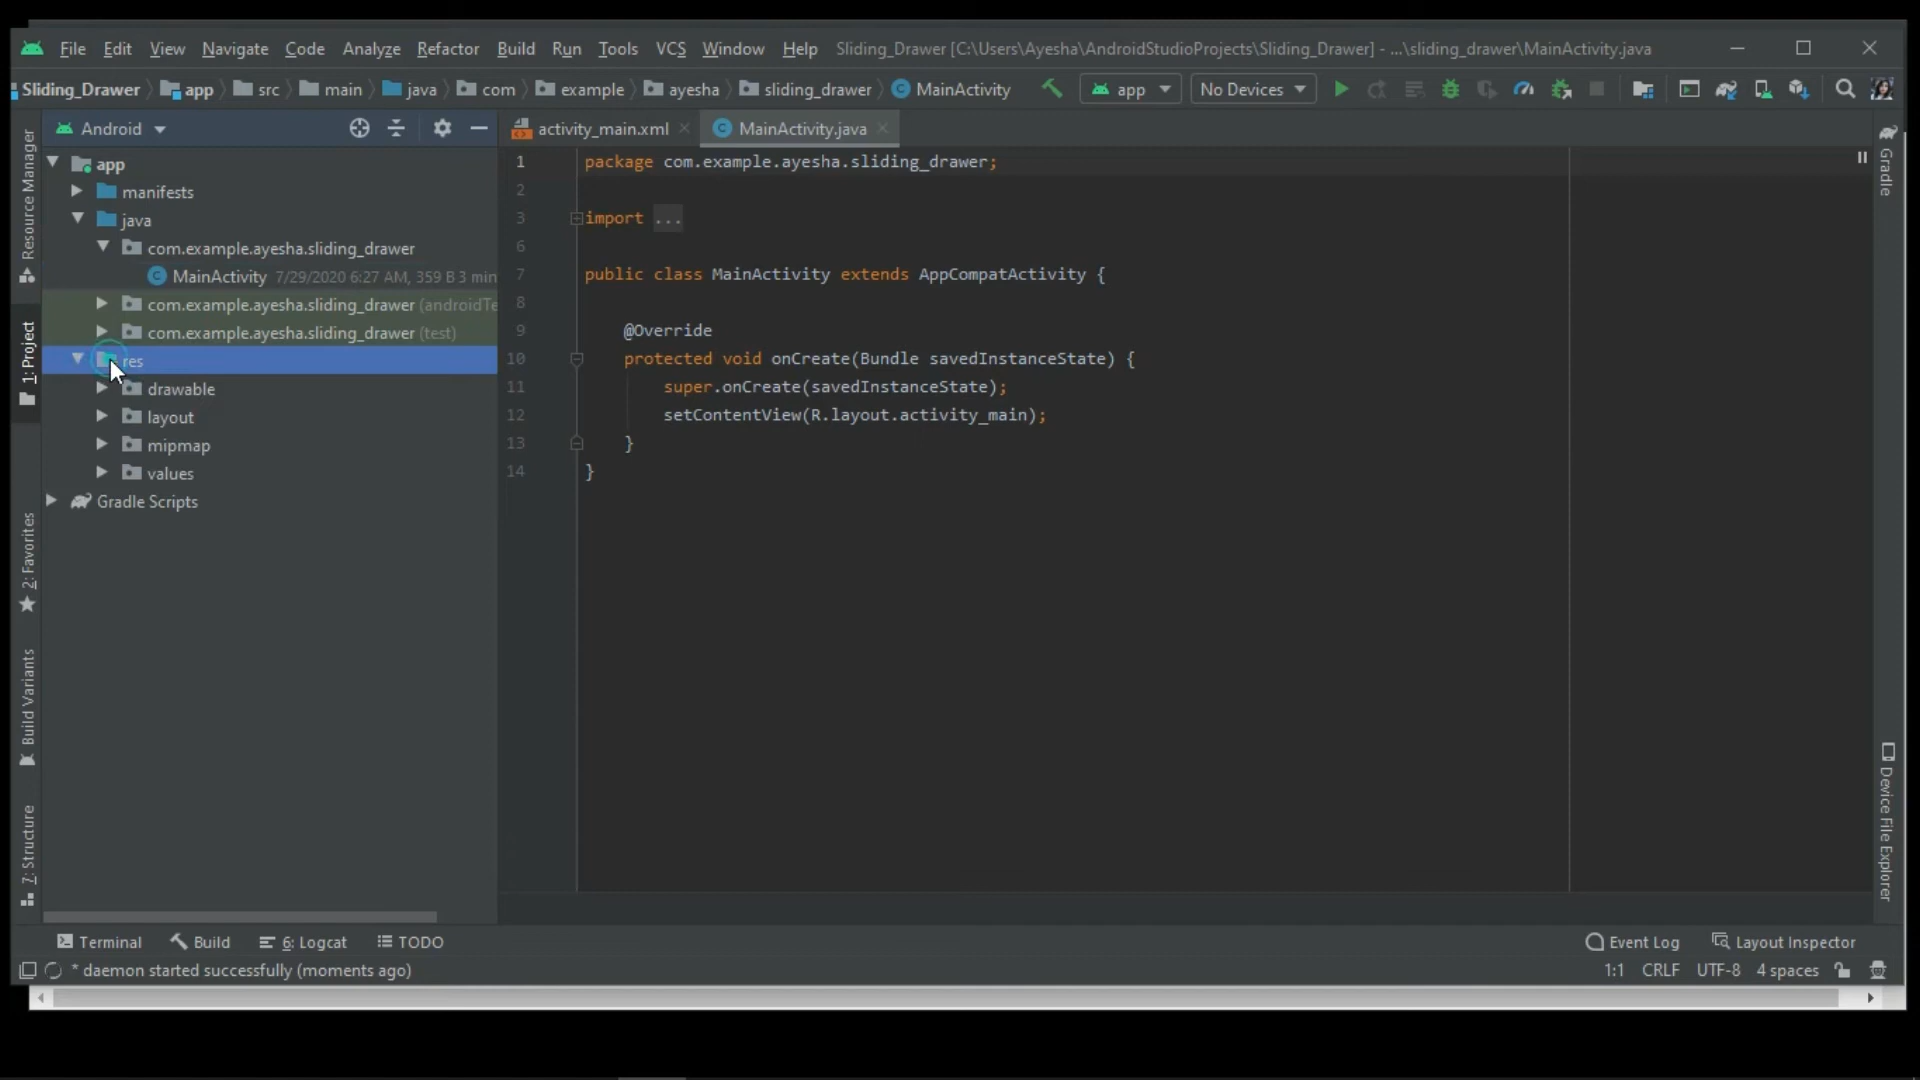 File Edit View Navigate Code Analyze Refactor Build Run Tools VCS Window Help Sliding_Drawer [C:\Users\Ayesha\AndroidStudioProjects\Sliding_Drawer] - ...\sliding_drawer\MainActivity.java
Sliding_Drawer app src main java com example ayesha sliding_drawer MainActivity app No Devices
Android
activity_main.xml MainActivity.java
app
manifests
java
com.example.ayesha.sliding_drawer
MainActivity 7/29/2020 6:27 AM, 359 B 3 min
com.example.ayesha.sliding_drawer (androidTe
com.example.ayesha.sliding_drawer (test)
res
drawable
layout
mipmap
values
Gradle Scripts
1 package com.example.ayesha.sliding_drawer;
2
3 import ...
6
7 public class MainActivity extends AppCompatActivity {
8
9 @Override
10 protected void onCreate(Bundle savedInstanceState) {
11 super.onCreate(savedInstanceState);
12 setContentView(R.layout.activity_main);
13 }
14 }
Resource Manager
1: Project
2: Favorites
Build Variants
7: Structure
Gradle
Device File Explorer
Terminal Build 6: Logcat TODO Event Log Layout Inspector
* daemon started successfully (moments ago) 1:1 CRLF UTF-8 4 spaces